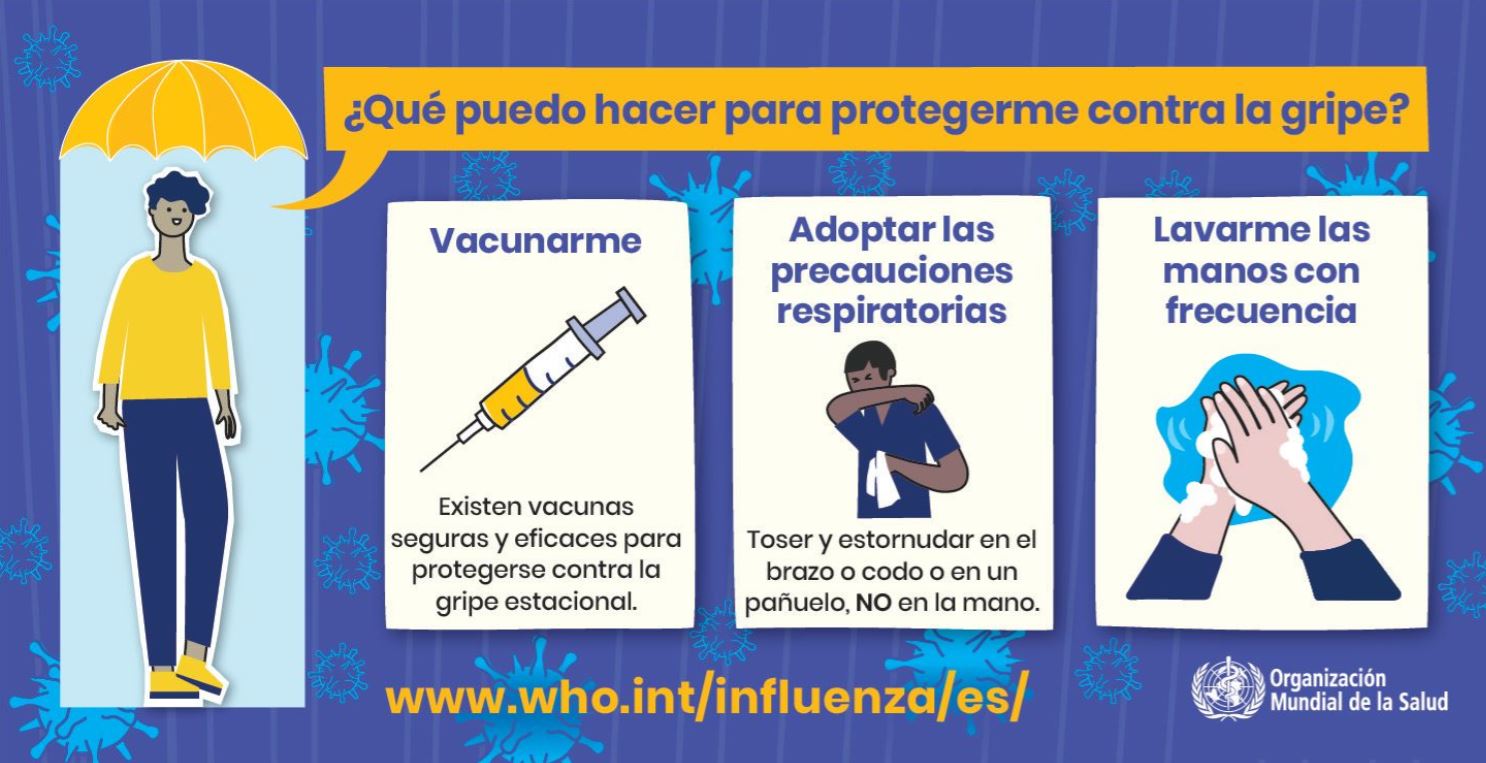 ¿Qué puedo hacer para protegerme contra la gripe?
Vacunarme
Existen vacunas
seguras y eficaces para
protegerse contra la
gripe estacional.
Adoptar las
precauciones
respiratorias
Toser y estornudar en el
brazo o codo o en un
pañuelo, NO en la mano.
Lavarme las
manos con
frecuencia
www.who.int/influenza/es/
Organización
Mundial de la Salud